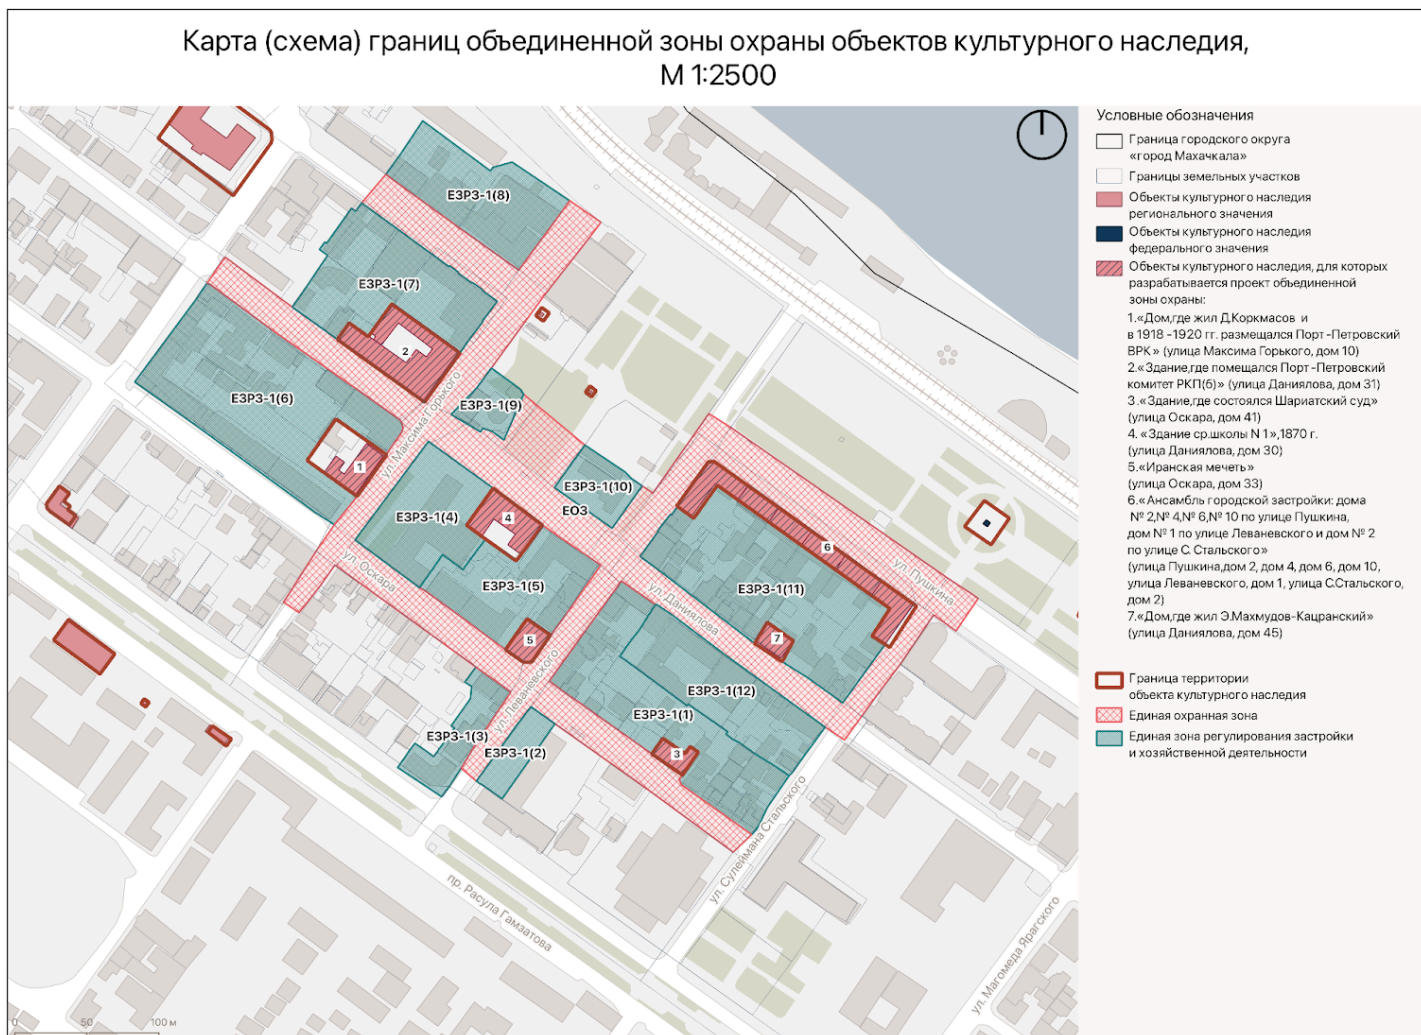 Карта (схема) границ объединенной зоны охраны объектов культурного наследия,
М 1:2500
Условные обозначения
Граница городского округа
«город Махачкала»
Границы земельных участков
Объекты культурного наследия
регионального значения
Объекты культурного наследия
федерального значения
Объекты культурного наследия, для которых
разрабатывается проект объединенной
зоны охраны:
1.«Дом,где жил Д.Коркмасов и
в 1918 -1920 гг. размещался Порт -Петровский
ВРК» (улица Максима Горького, дом 10)
2.«Здание,где помещался Порт -Петровский
комитет РКП(б)» (улица Даниялова, дом 31)
3.«Здание,где состоялся Шариатский суд»
(улица Оскара, дом 41)
4. «Здание ср.школы N 1»,1870 г.
(улица Даниялова, дом 30)
5.«Иранская мечеть»
(улица Оскара, дом 33)
6.«Ансамбль городской застройки: дома
№ 2,№ 4,№ 6,№ 10 по улице Пушкина,
дом № 1 по улице Леваневского и дом № 2
по улице С. Стальского»
(улица Пушкина,дом 2, дом 4, дом 6, дом 10,
улица Леваневского, дом 1, улица С.Стальского,
дом 2)
7.«Дом,где жил Э.Махмудов-Кацранский»
(улица Даниялова, дом 45)
Граница территории
объекта культурного наследия
Единая охранная зона
Единая зона регулирования застройки
и хозяйственной деятельности
ЕЗРЗ-1(8)
ЕЗРЗ-1(7)
2
ЕЗРЗ-1(6)
ЕЗРЗ-1(9)
ул. Максима Горького
1
ЕЗРЗ-1(10)
ЕОЗ
ЕЗРЗ-1(4)
4
6
ул. Оскара
ЕЗРЗ-1(5)
ЕЗРЗ-1(11)
ул. Пушкина
ул. Даниялова
5
7
ул. Леваневского
ЕЗРЗ-1(12)
ЕЗРЗ-1(1)
ЕЗРЗ-1(3)
ЕЗРЗ-1(2)
3
ул. Сулеймана Стальского
пр. Расула Гамзатова
ул. Магомеда Ярагского
0
50
100 м